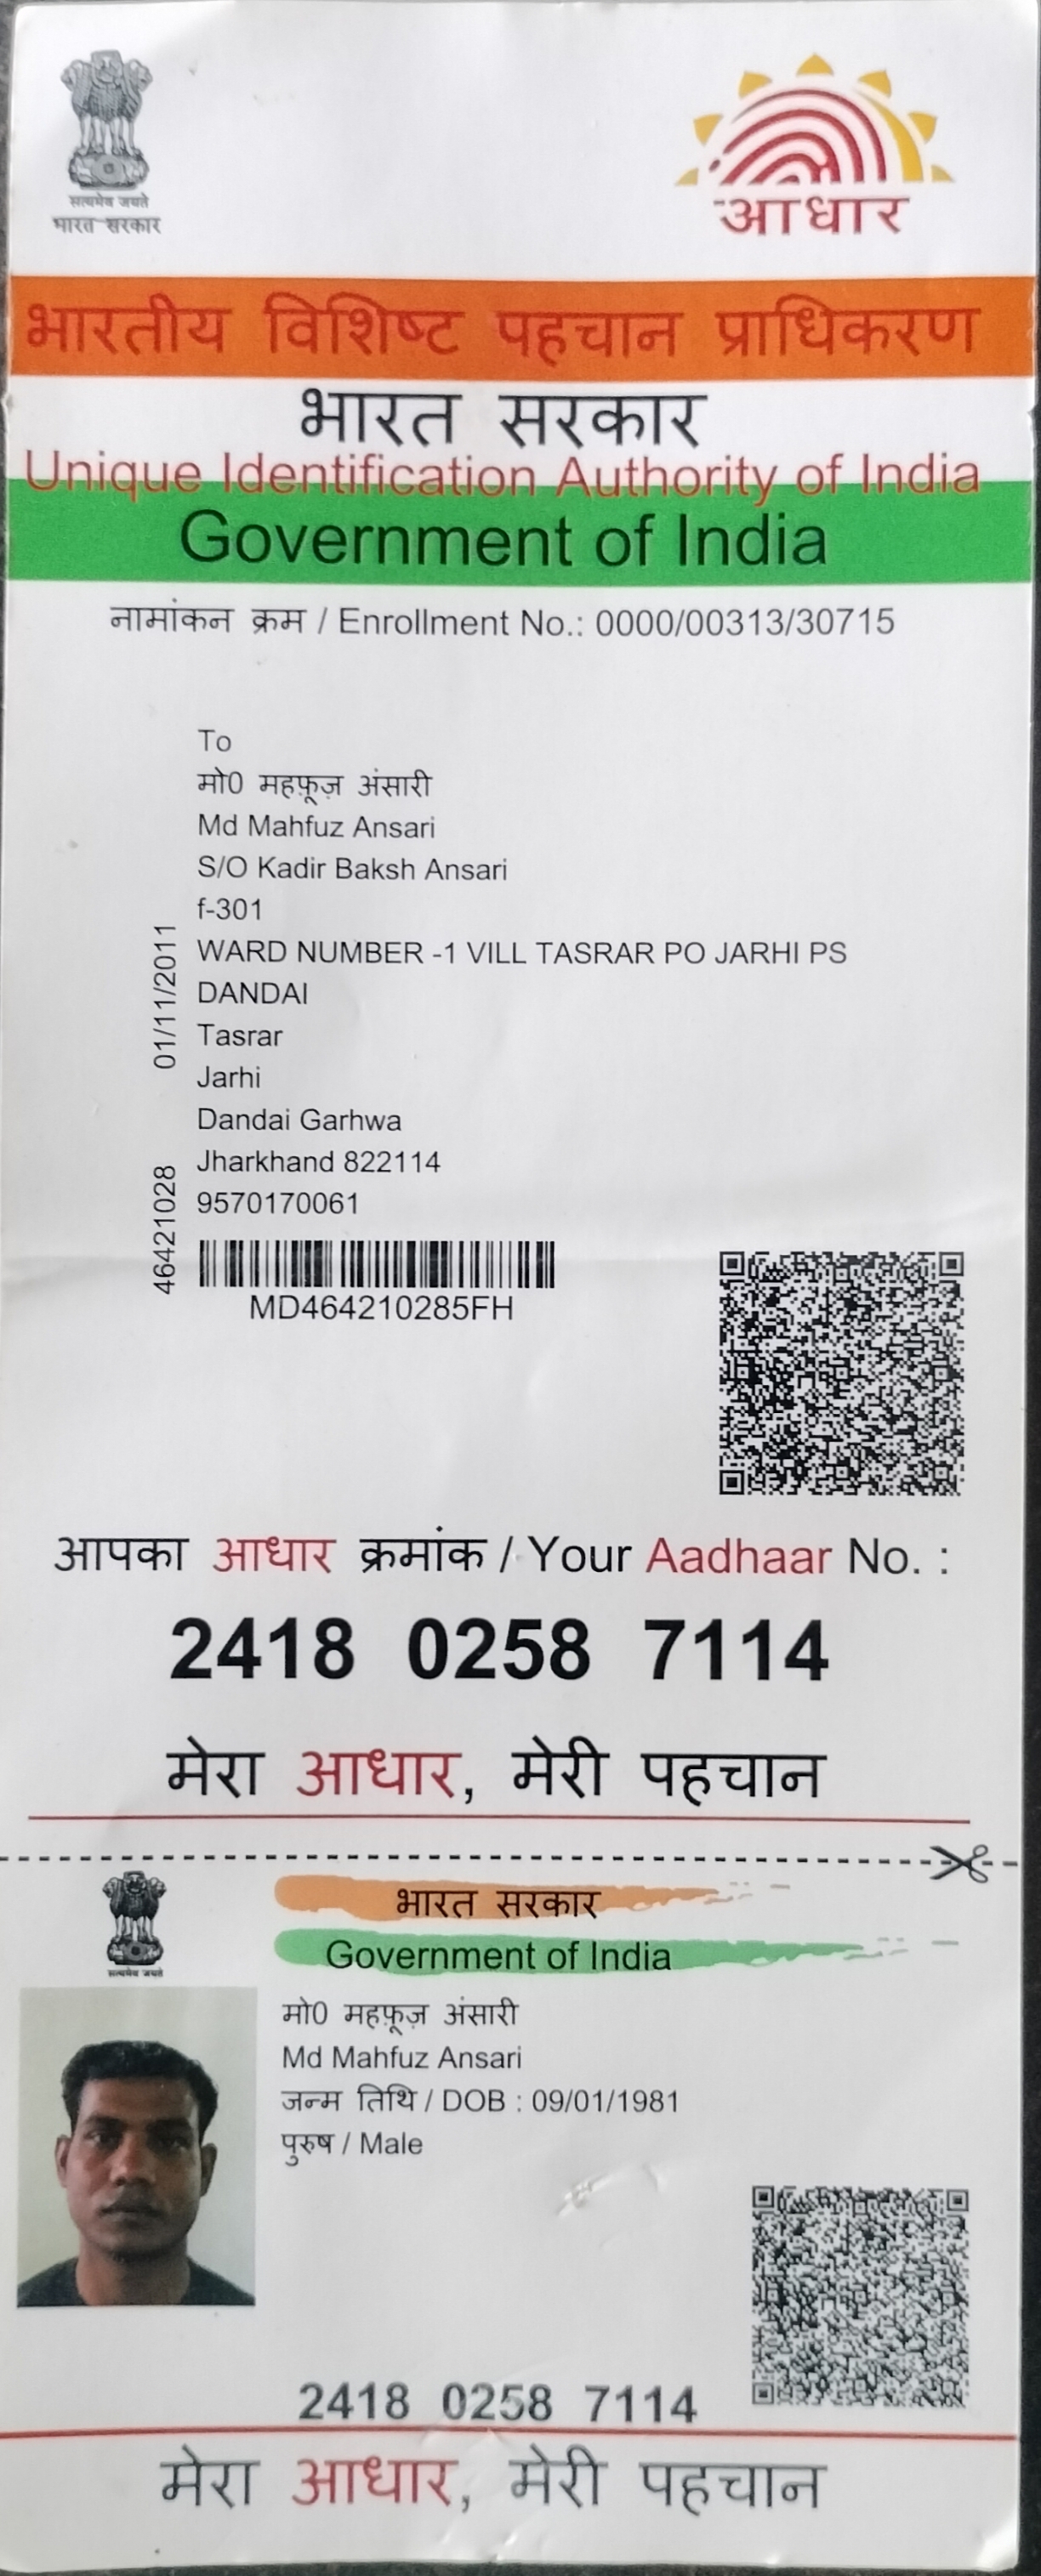 सत्यमेव जयते
भारत सरकार
आधार
भारतीय विशिष्ट पहचान प्राधिकरण
भारत सरकार
Unique Identification Authority of India
Government of India
नामांकन क्रम / Enrollment No.: 0000/00313/30715
To
मो0 महफ़ूज़ अंसारी
Md Mahfuz Ansari
S/O Kadir Baksh Ansari
f-301
WARD NUMBER -1 VILL TASRAR PO JARHI PS
DANDAI
Tasrar
Jarhi
Dandai Garhwa
Jharkhand 822114
9570170061
46421028 01/11/2011
MD464210285FH
आपका आधार क्रमांक / Your Aadhaar No. :
2418 0258 7114
मेरा आधार, मेरी पहचान
सत्यमेव जयते
भारत सरकार
Government of India
मो0 महफ़ूज़ अंसारी
Md Mahfuz Ansari
जन्म तिथि / DOB : 09/01/1981
पुरुष / Male
2418 0258 7114
मेरा आधार, मेरी पहचान